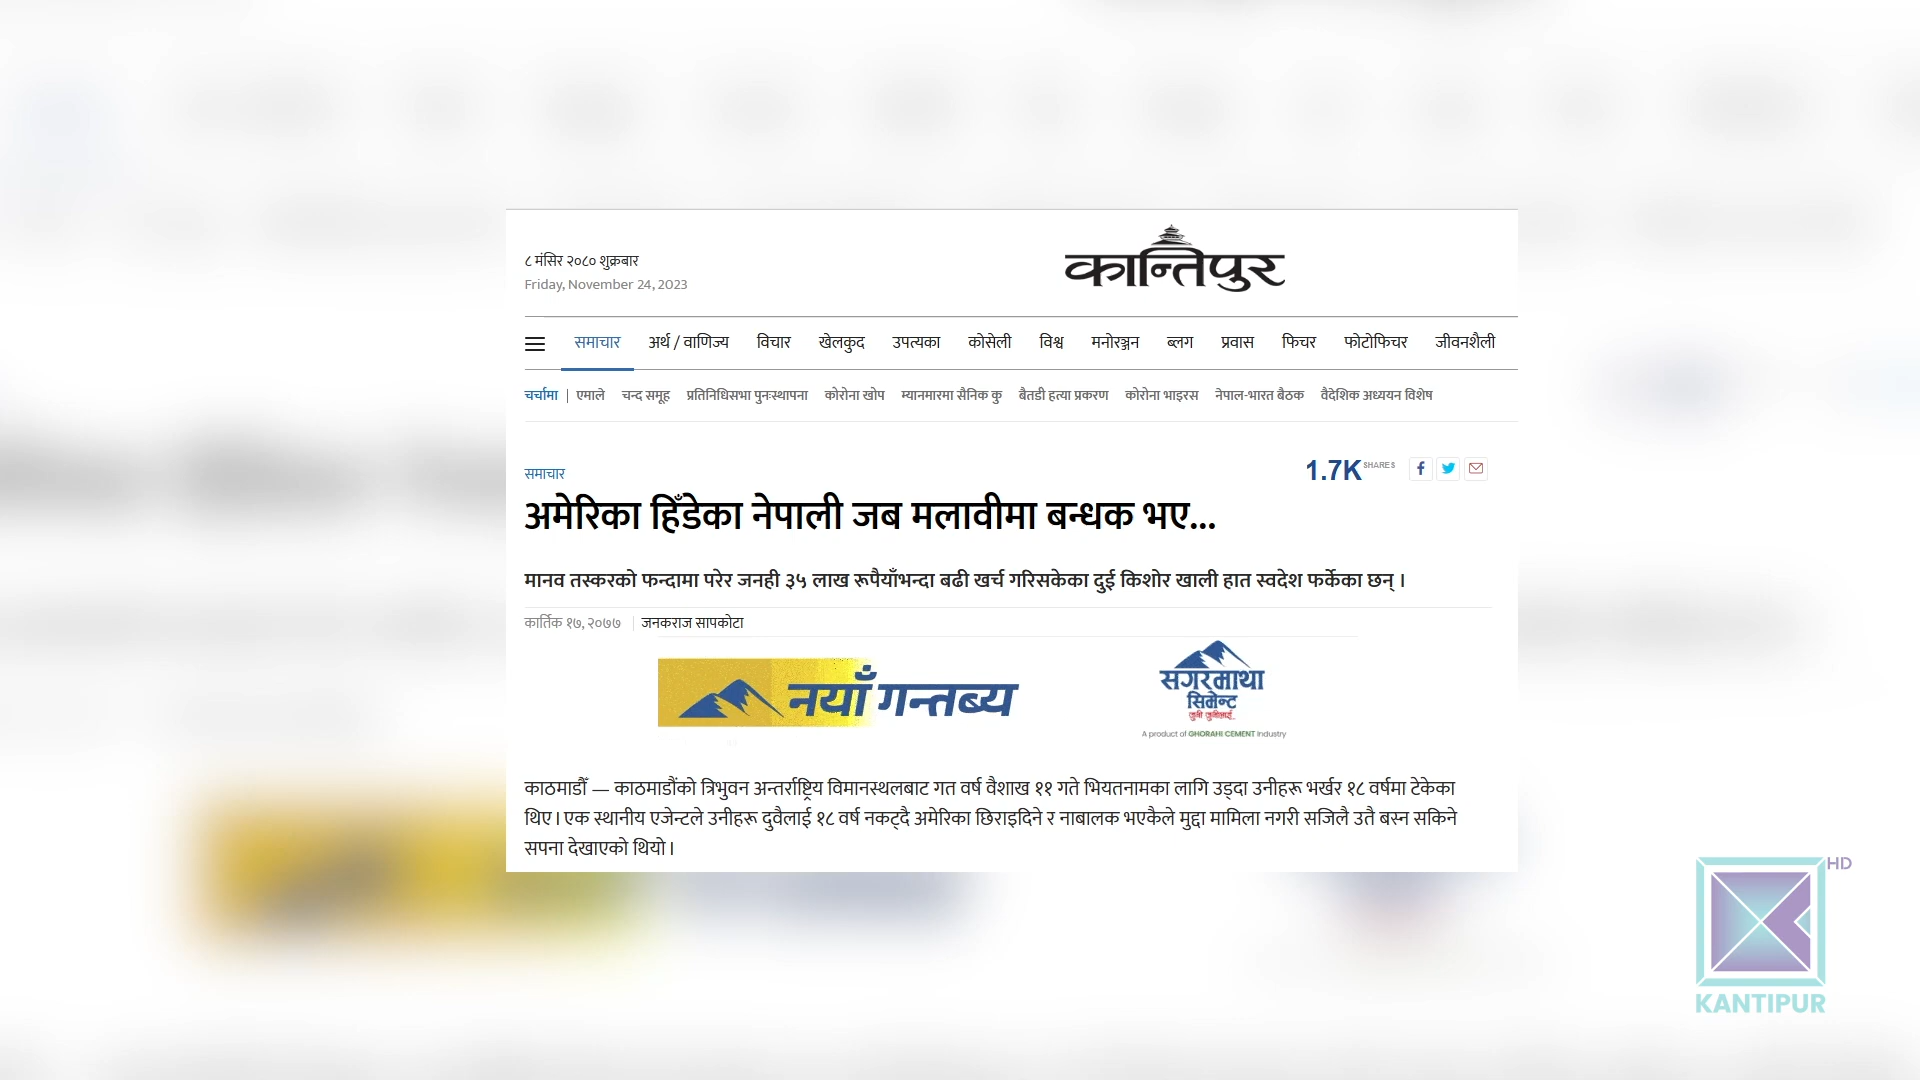 ८ मंसिर २०८० शुक्रबार
Friday, November 24, 2023
कान्तिपुर
समाचार अर्थ / वाणिज्य विचार खेलकुद उपत्यका कोसेली विश्व मनोरञ्जन ब्लग प्रवास फिचर फोटोफिचर जीवनशैली
चर्चामा | एमाले चन्द समूह प्रतिनिधिसभा पुनःस्थापना कोरोना खोप म्यानमारमा सैनिक कु बैतडी हत्या प्रकरण कोरोना भाइरस नेपाल-भारत बैठक वैदेशिक अध्ययन विशेष
समाचार
1.7K SHARES
अमेरिका हिँडेका नेपाली जब मलावीमा बन्धक भए...
मानव तस्करको फन्दामा परेर जनही ३५ लाख रूपैयाँभन्दा बढी खर्च गरिसकेका दुई किशोर खाली हात स्वदेश फर्केका छन् ।
कार्तिक १७, २०७७ | जनकराज सापकोटा
नयाँ गन्तब्य
सगरमाथा
सिमेन्ट
A product of GHORAHI CEMENT Industry
काठमाडौँ — काठमाडौंको त्रिभुवन अन्तर्राष्ट्रिय विमानस्थलबाट गत वर्ष वैशाख ११ गते भियतनामका लागि उड्दा उनीहरू भर्खर १८ वर्षमा टेकेका
थिए । एक स्थानीय एजेन्टले उनीहरू दुवैलाई १८ वर्ष नकट्दै अमेरिका छिराइदिने र नाबालक भएकैले मुद्दा मामिला नगरी सजिलै उतै बस्न सकिने
सपना देखाएको थियो ।
HD
KANTIPUR